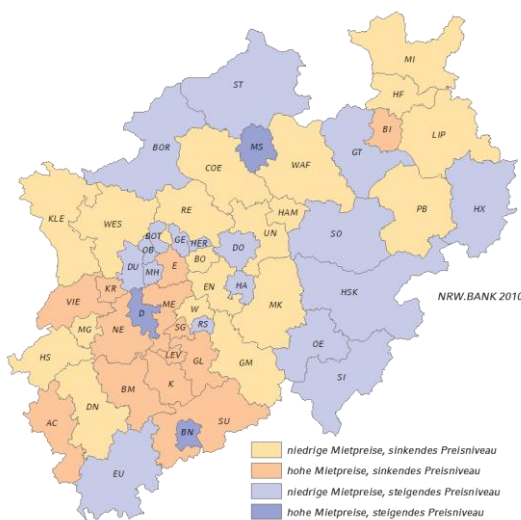 MI
ST
HF
MS
BI
LIP
GT
BOR
COE
WAF
KLE
WES
RE
HAM
PB
HX
BOT
GE
HER
UN
SO
OB
DO
DU
MH
E
BO
HA
EN
HSK
VIE
KR
ME
W
MK
NRW.BANK 2010
D
MG
NE
SG
RS
OE
HS
LEV
GL
GM
SI
BM
K
DN
AC
SU
BN
EU
niedrige Mietpreise, sinkendes Preisniveau
hohe Mietpreise, sinkendes Preisniveau
niedrige Mietpreise, steigendes Preisniveau
hohe Mietpreise, steigendes Preisniveau